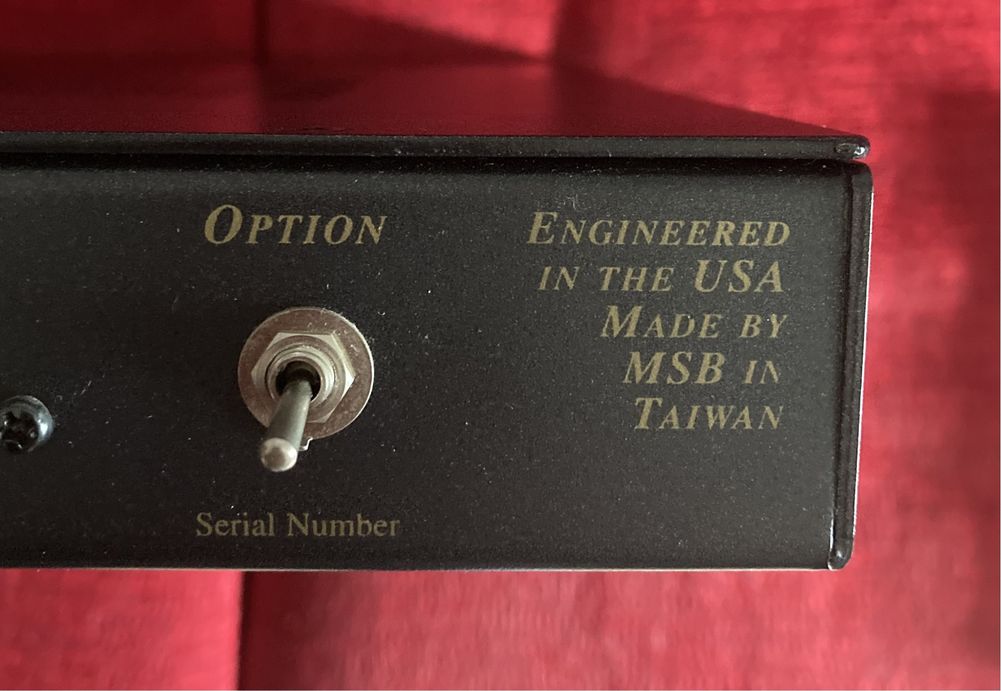 OPTION
ENGINEERED
IN THE USA
MADE BY
MSB IN
TAIWAN
Serial Number